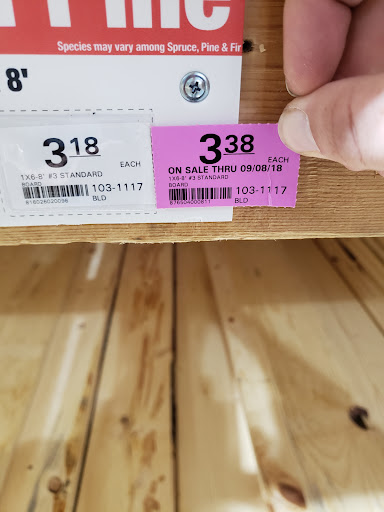 Pine
Species may vary among Spruce, Pine & Fir
8'
3.18 EACH
1X6-8' #3 STANDARD
BOARD
103-1117
BLD
3.38 EACH
ON SALE THRU 09/08/18
1X6-8' #3 STANDARD
BOARD
103-1117
BLD